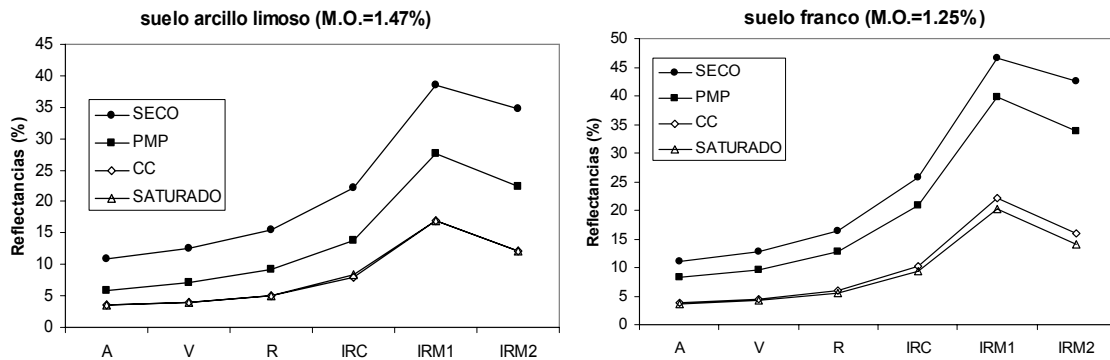 suelo arcillo limoso (M.O.=1.47%)
Reflectancias (%)
45
40
35
30
25
20
15
10
5
0
SECO
PMP
CC
SATURADO
A V R IRC IRM1 IRM2
suelo franco (M.O.=1.25%)
Reflectancias (%)
50
45
40
35
30
25
20
15
10
5
0
SECO
PMP
CC
SATURADO
A V R IRC IRM1 IRM2